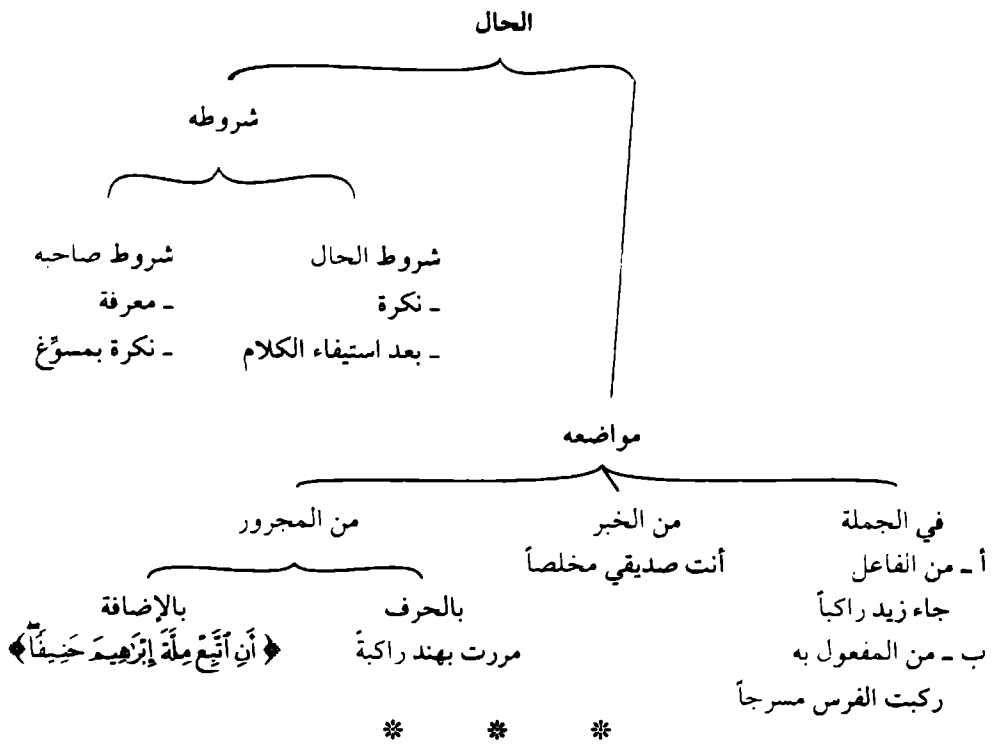 الحال
شروطه
شروط الحال
ـ نكرة
ـ بعد استيفاء الكلام
شروط صاحبه
ـ معرفة
ـ نكرة بمسوِّغ
مواضعه
في الجملة
أ ـ من الفاعل
جاء زيد راكباً
ب ـ من المفعول به
ركبت الفرس مسرجاً
من الخبر
أنت صديقي مخلصاً
من المجرور
بالحرف
مررت بهند راكبةً
بالإضافة
﴿أَنِ ٱتَّبِعْ مِلَّةَ إِبْرَٰهِيمَ حَنِيفًاۖ﴾
* * *